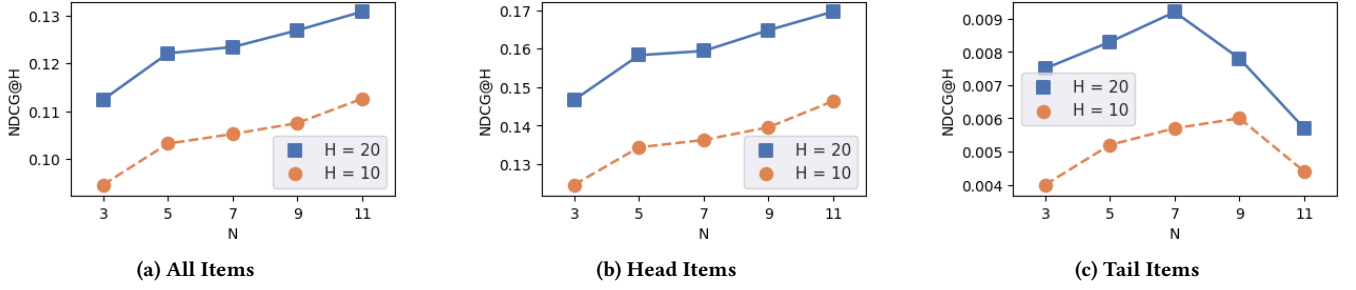 0.13
0.12
0.11
0.10
NDCG@H
H = 20
H = 10
3 5 7 9 11
N
(a) All Items
0.17
0.16
0.15
0.14
0.13
NDCG@H
H = 20
H = 10
3 5 7 9 11
N
(b) Head Items
0.009
0.008
0.007
0.006
0.005
0.004
NDCG@H
H = 20
H = 10
3 5 7 9 11
N
(c) Tail Items